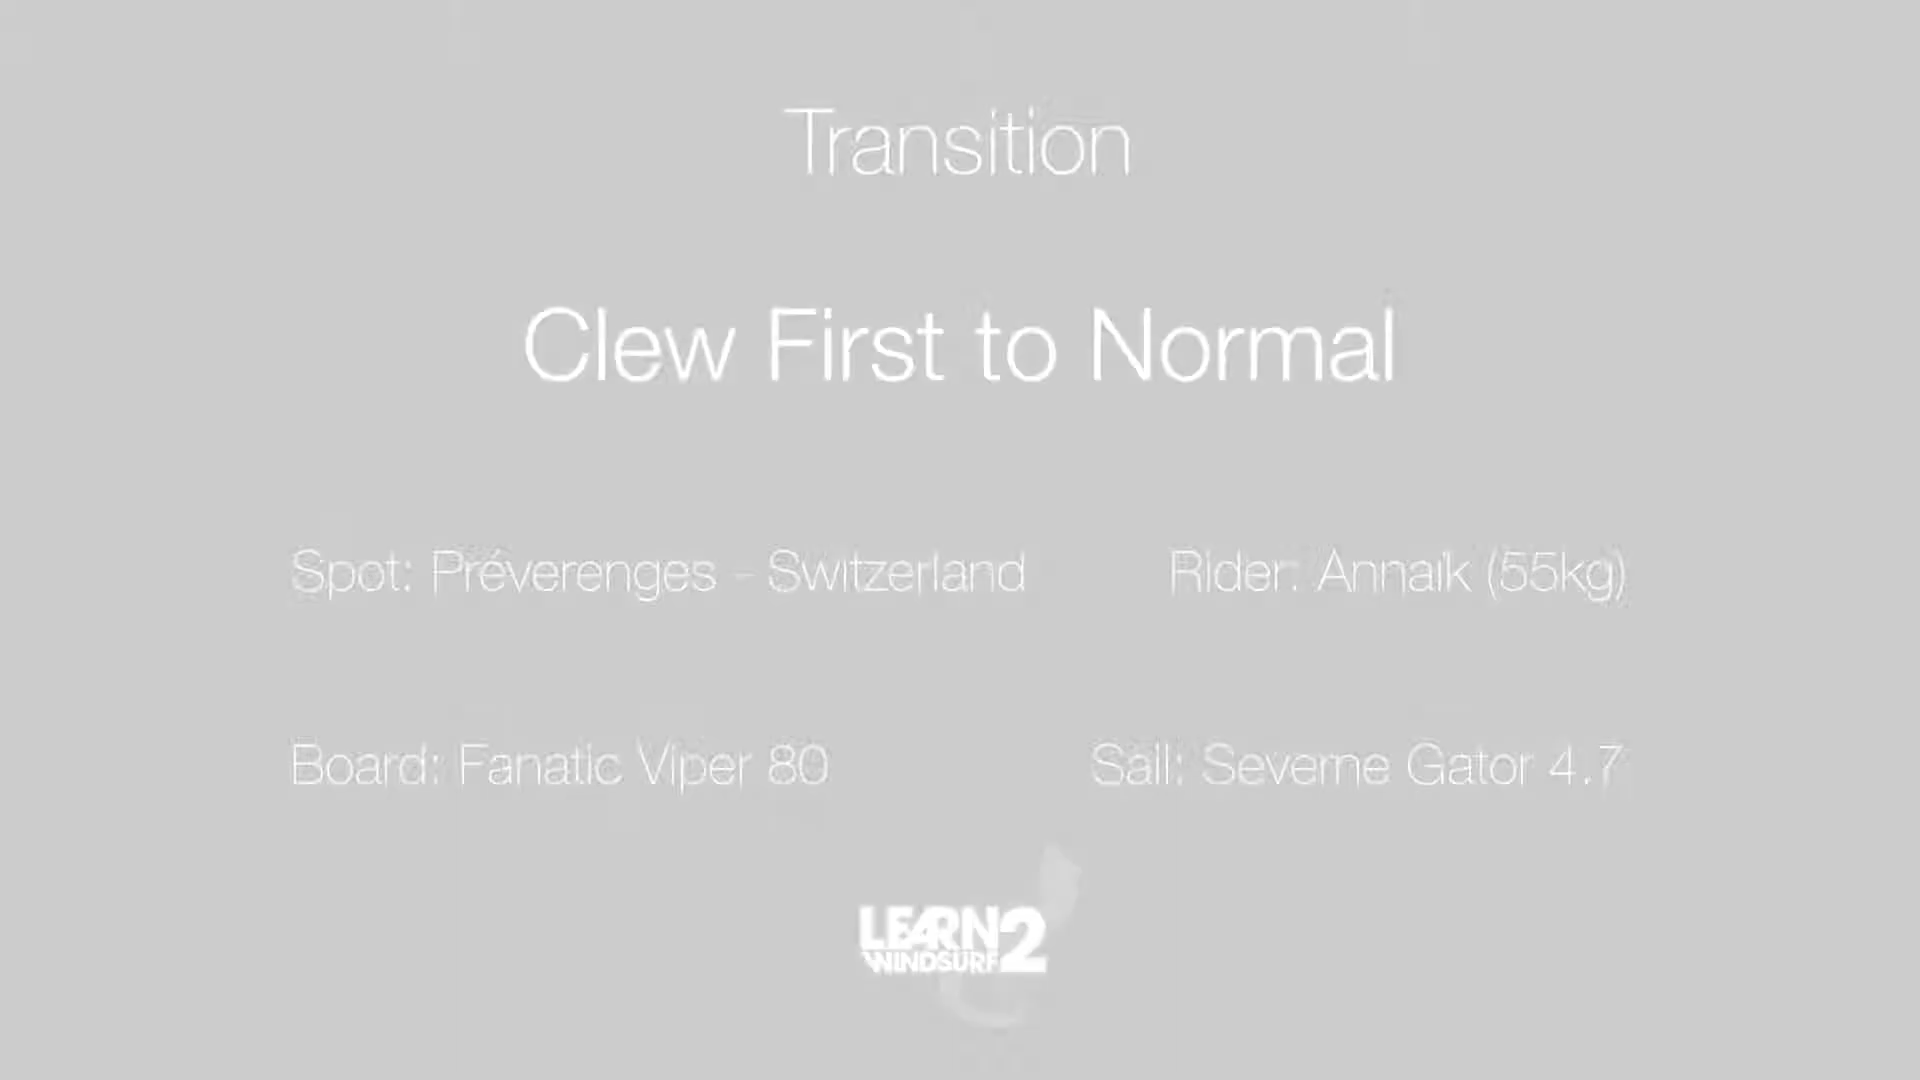 Transition
Clew First to Normal
Spot: Préverenges - Switzerland
Rider: Annaïk (55kg)
Board: Fanatic Viper 80
Sail: Severne Gator 4.7
LEARN2
WINDSURF